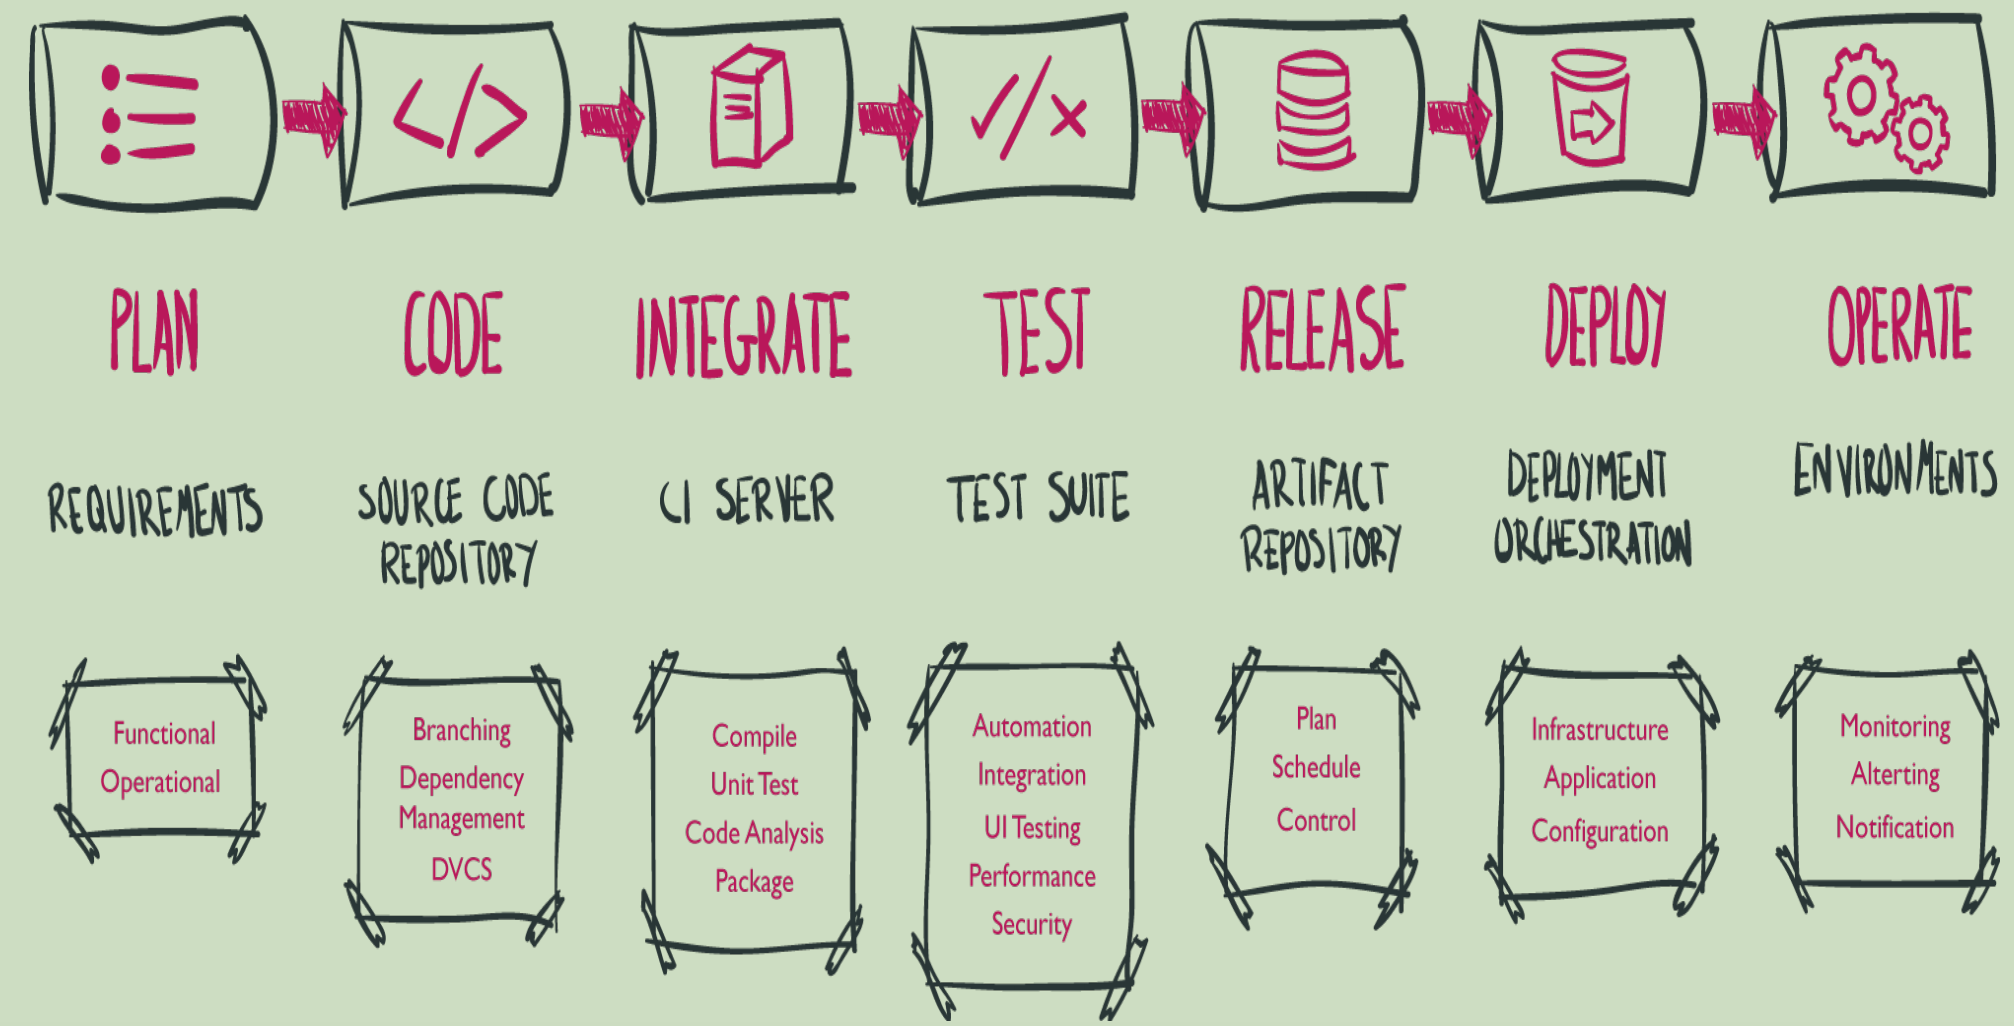 PLAN
CODE
INTEGRATE
TEST
RELEASE
DEPLOY
OPERATE
REQUIREMENTS
SOURCE CODE
REPOSITORY
CI SERVER
TEST SUITE
ARTIFACT
REPOSITORY
DEPLOYMENT
ORCHESTRATION
ENVIRONMENTS
Functional
Operational
Branching
Dependency
Management
DVCS
Compile
Unit Test
Code Analysis
Package
Automation
Integration
UI Testing
Performance
Security
Plan
Schedule
Control
Infrastructure
Application
Configuration
Monitoring
Alterting
Notification